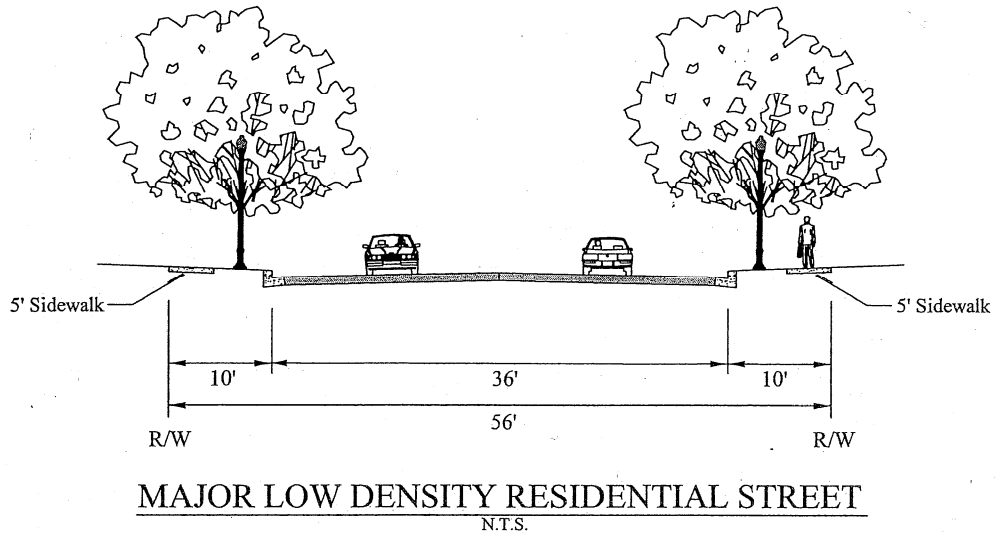 5' Sidewalk
5' Sidewalk
10'
36'
10'
56'
R/W
R/W
MAJOR LOW DENSITY RESIDENTIAL STREET
N.T.S.